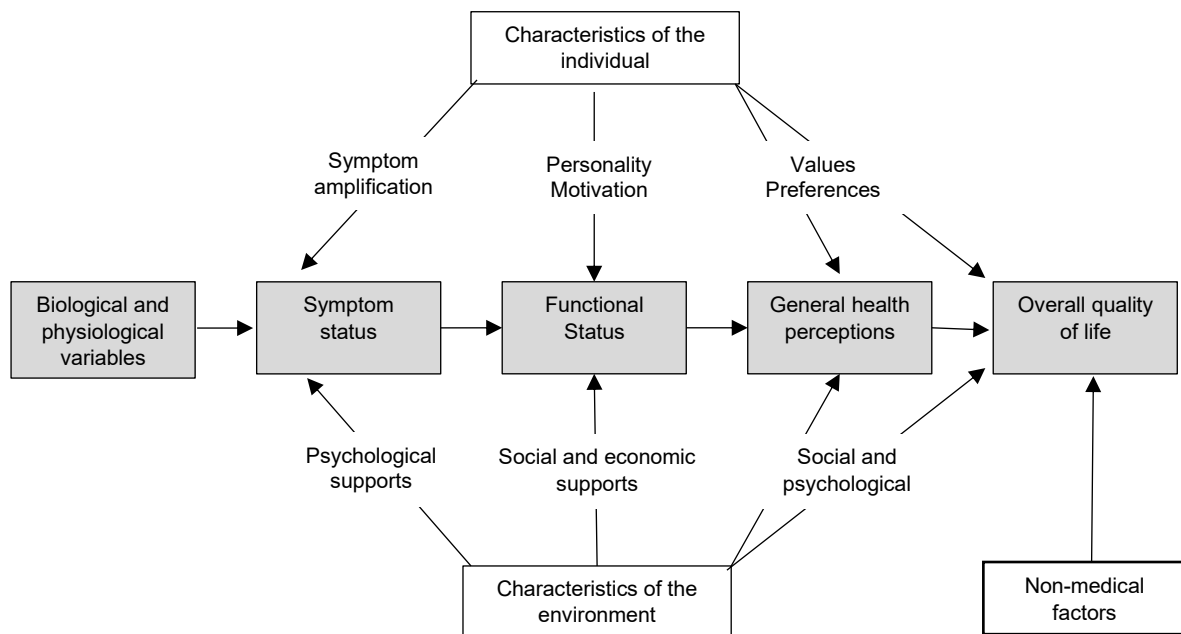 Characteristics of the
individual
Symptom
amplification
Personality
Motivation
Values
Preferences
Biological and
physiological
variables
Symptom
status
Functional
Status
General health
perceptions
Overall quality
of life
Psychological
supports
Social and economic
supports
Social and
psychological
Characteristics of the
environment
Non-medical
factors